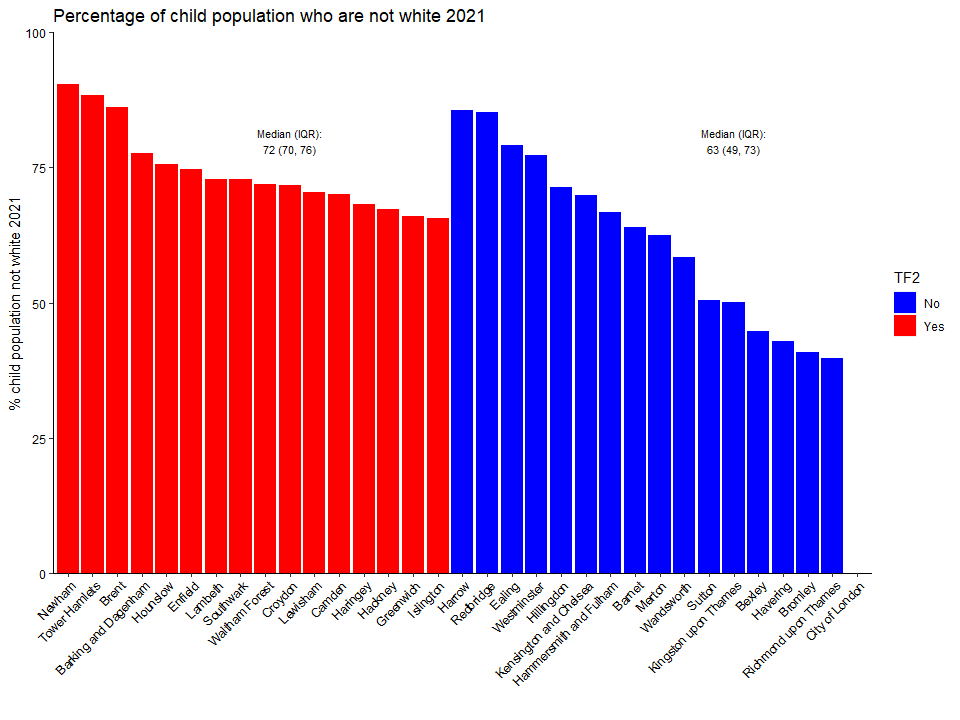 Percentage of child population who are not white 2021
% child population not white 2021
100
75
50
25
0
Median (IQR):
72 (70, 76)
Median (IQR):
63 (49, 73)
TF2
No
Yes
Newham
Tower Hamlets
Brent
Barking and Dagenham
Hounslow
Enfield
Lambeth
Southwark
Waltham Forest
Croydon
Lewisham
Camden
Haringey
Hackney
Greenwich
Islington
Harrow
Redbridge
Ealing
Westminster
Hillingdon
Kensington and Chelsea
Hammersmith and Fulham
Barnet
Merton
Wandsworth
Sutton
Kingston upon Thames
Bexley
Havering
Bromley
Richmond upon Thames
City of London